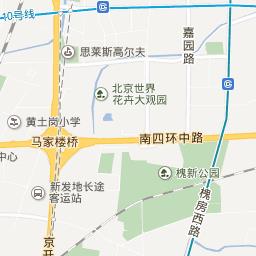 10号线
嘉园路
思莱斯高尔夫
北京世界
花卉大观园
黄土岗小学
马家楼桥
南四环中路
中心
槐新公园
新发地长途
客运站
槐房西路
京开